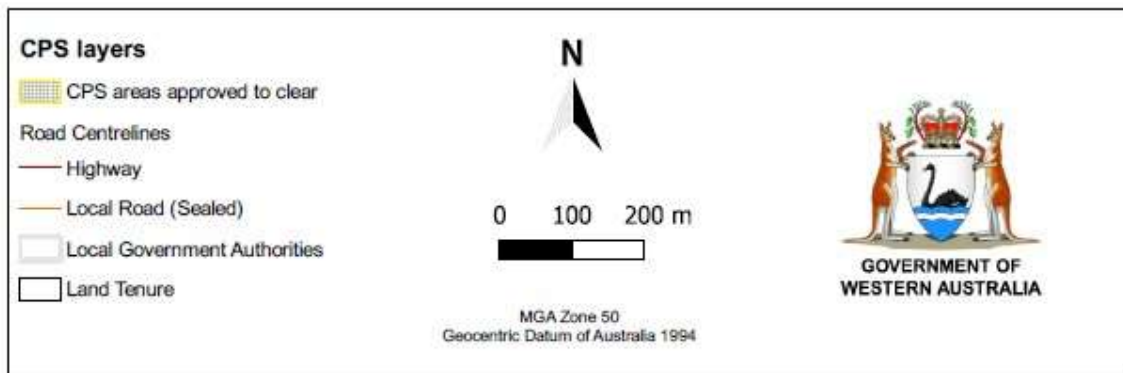 CPS layers
CPS areas approved to clear
Road Centrelines
Highway
Local Road (Sealed)
Local Government Authorities
Land Tenure
N
0 100 200 m
MGA Zone 50
Geocentric Datum of Australia 1994
GOVERNMENT OF
WESTERN AUSTRALIA